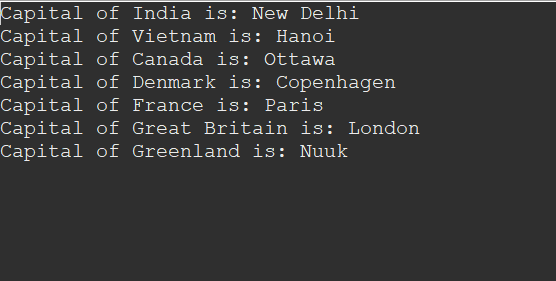 Capital of India is: New Delhi
Capital of Vietnam is: Hanoi
Capital of Canada is: Ottawa
Capital of Denmark is: Copenhagen
Capital of France is: Paris
Capital of Great Britain is: London
Capital of Greenland is: Nuuk